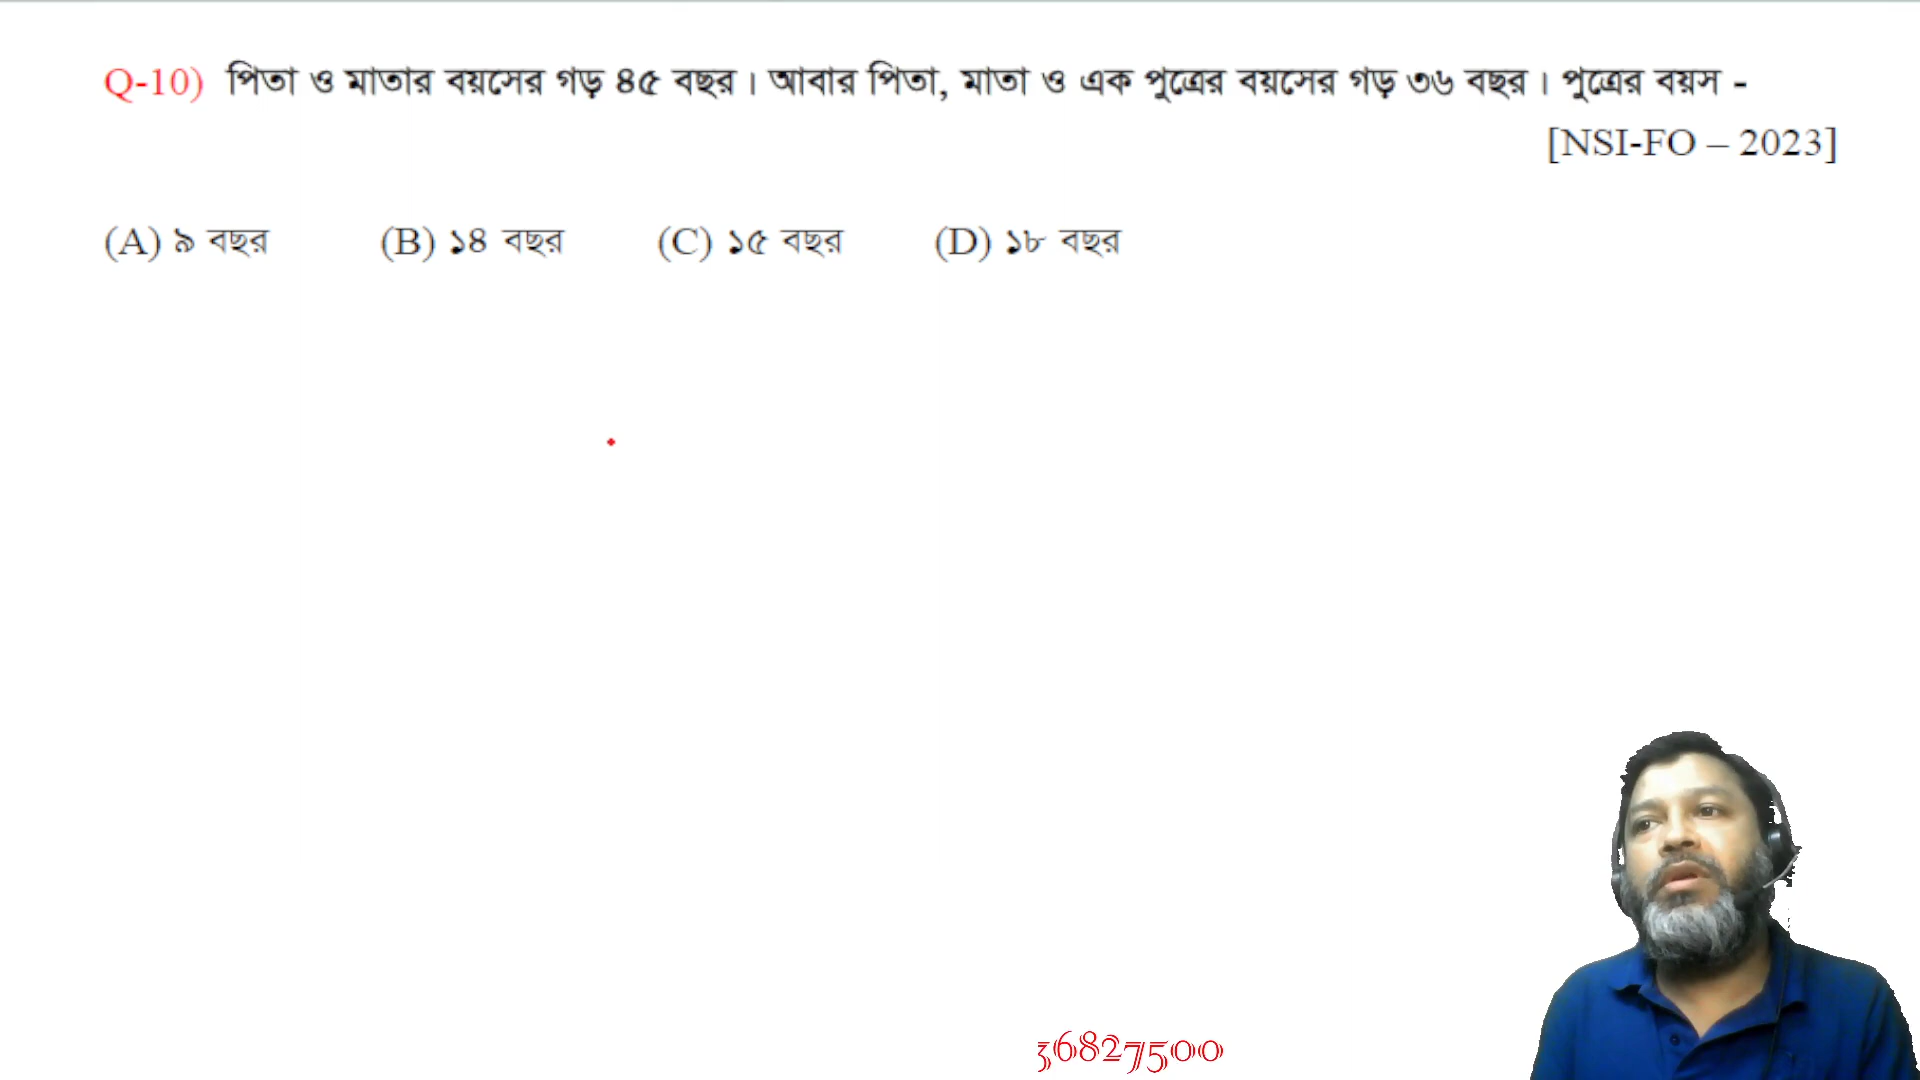 Q-10) পিতা ও মাতার বয়সের গড় ৪৫ বছর। আবার পিতা, মাতা ও এক পুত্রের বয়সের গড় ৩৬ বছর। পুত্রের বয়স -
[NSI-FO – 2023]
(A) ৯ বছর (B) ১৪ বছর (C) ১৫ বছর (D) ১৮ বছর
36827500